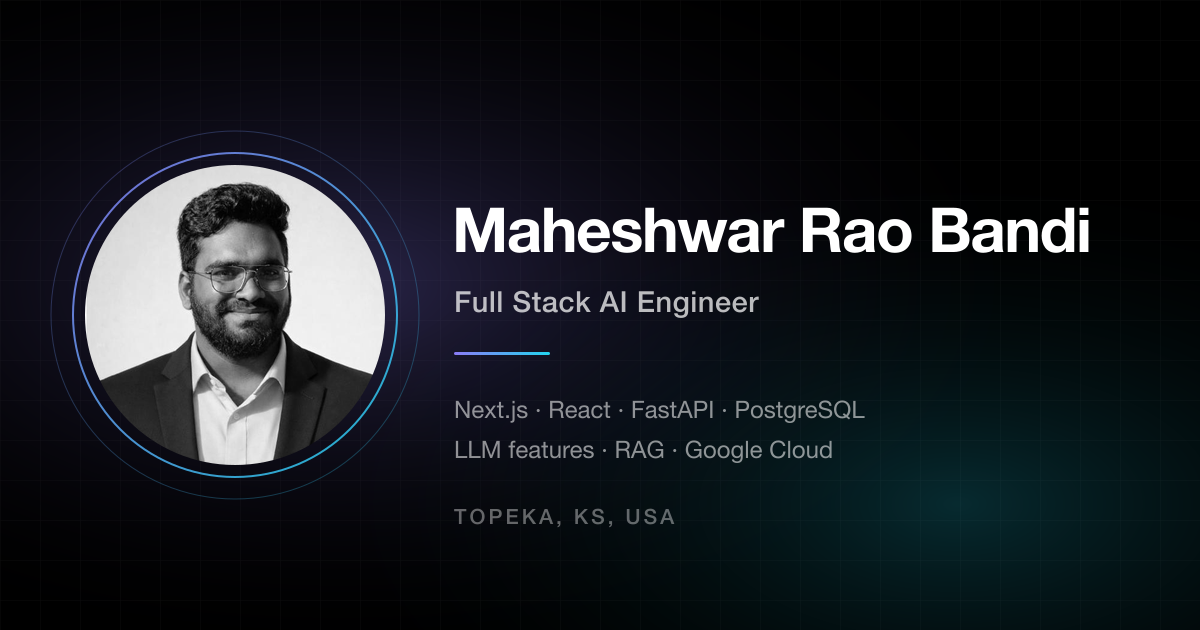 Maheshwar Rao Bandi
Full Stack AI Engineer
Next.js · React · FastAPI · PostgreSQL
LLM features · RAG · Google Cloud
TOPEKA, KS, USA